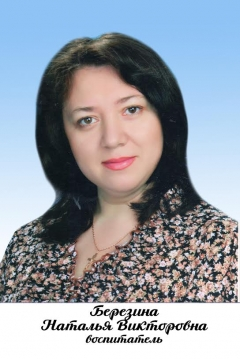 Березина
Наталья Викторовна
воспитатель